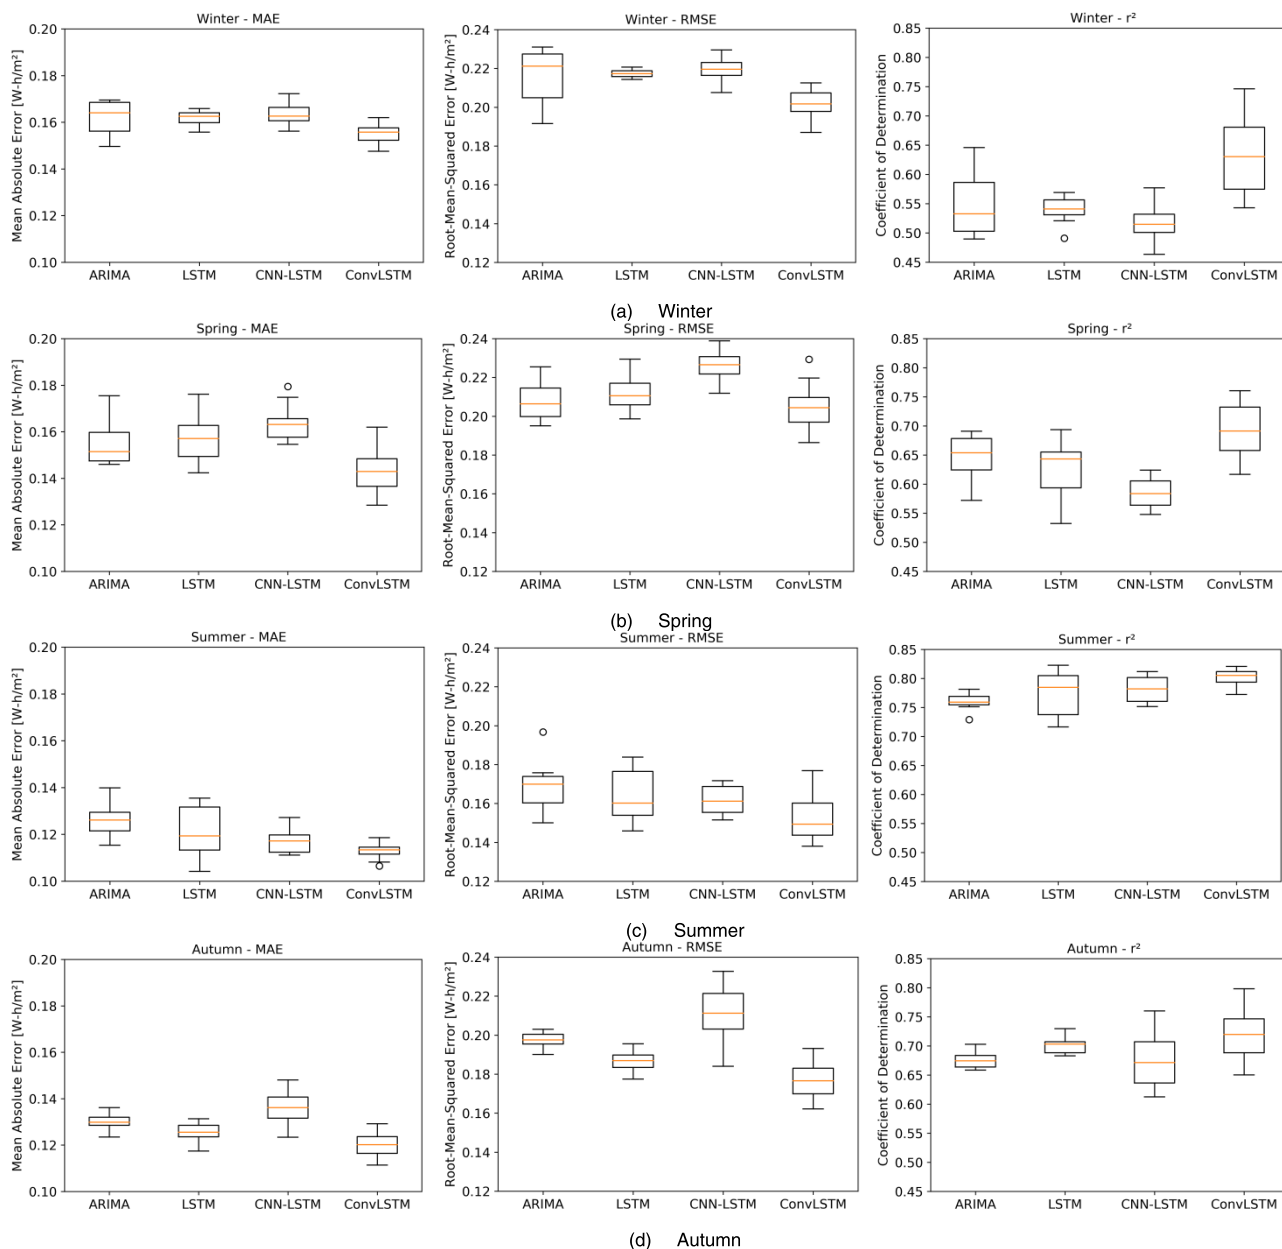 Winter - MAE
Mean Absolute Error [W-h/m²]
0.20
0.18
0.16
0.14
0.12
0.10
ARIMA LSTM CNN-LSTM ConvLSTM
Winter - RMSE
Root-Mean-Squared Error [W-h/m²]
0.24
0.22
0.20
0.18
0.16
0.14
0.12
ARIMA LSTM CNN-LSTM ConvLSTM
Winter - r²
Coefficient of Determination
0.85
0.80
0.75
0.70
0.65
0.60
0.55
0.50
0.45
ARIMA LSTM CNN-LSTM ConvLSTM
(a) Winter
Spring - MAE
Mean Absolute Error [W-h/m²]
0.20
0.18
0.16
0.14
0.12
0.10
ARIMA LSTM CNN-LSTM ConvLSTM
Spring - RMSE
Root-Mean-Squared Error [W-h/m²]
0.24
0.22
0.20
0.18
0.16
0.14
0.12
ARIMA LSTM CNN-LSTM ConvLSTM
Spring - r²
Coefficient of Determination
0.85
0.80
0.75
0.70
0.65
0.60
0.55
0.50
0.45
ARIMA LSTM CNN-LSTM ConvLSTM
(b) Spring
Summer - MAE
Mean Absolute Error [W-h/m²]
0.20
0.18
0.16
0.14
0.12
0.10
ARIMA LSTM CNN-LSTM ConvLSTM
Summer - RMSE
Root-Mean-Squared Error [W-h/m²]
0.24
0.22
0.20
0.18
0.16
0.14
0.12
ARIMA LSTM CNN-LSTM ConvLSTM
Summer - r²
Coefficient of Determination
0.85
0.80
0.75
0.70
0.65
0.60
0.55
0.50
0.45
ARIMA LSTM CNN-LSTM ConvLSTM
(c) Summer
Autumn - MAE
Mean Absolute Error [W-h/m²]
0.20
0.18
0.16
0.14
0.12
0.10
ARIMA LSTM CNN-LSTM ConvLSTM
Autumn - RMSE
Root-Mean-Squared Error [W-h/m²]
0.24
0.22
0.20
0.18
0.16
0.14
0.12
ARIMA LSTM CNN-LSTM ConvLSTM
Autumn - r²
Coefficient of Determination
0.85
0.80
0.75
0.70
0.65
0.60
0.55
0.50
0.45
ARIMA LSTM CNN-LSTM ConvLSTM
(d) Autumn